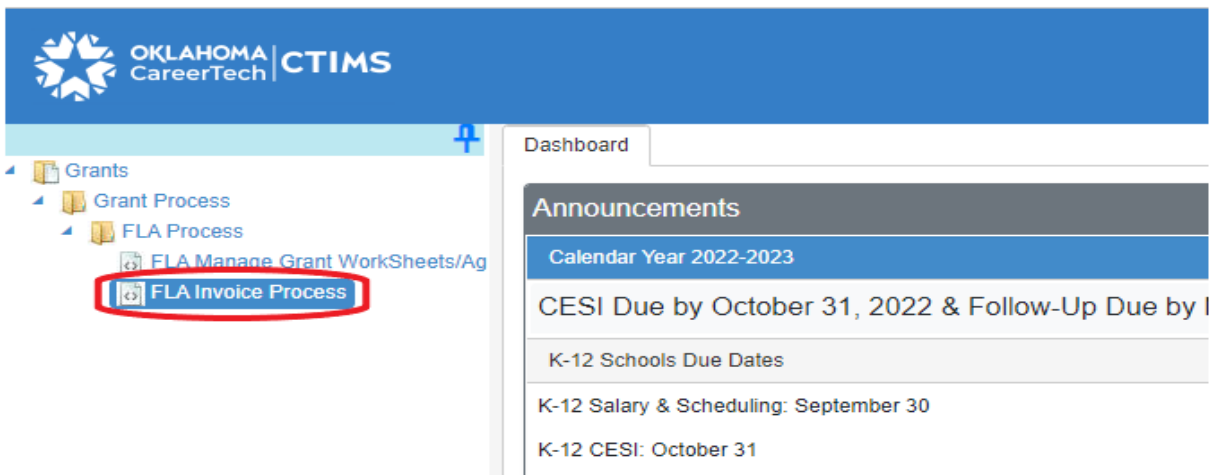 OKLAHOMA
CareerTech
CTIMS
Grants
Grant Process
FLA Process
FLA Manage Grant WorkSheets/Ag
FLA Invoice Process
Dashboard
Announcements
Calendar Year 2022-2023
CESI Due by October 31, 2022 & Follow-Up Due by
K-12 Schools Due Dates
K-12 Salary & Scheduling: September 30
K-12 CESI: October 31